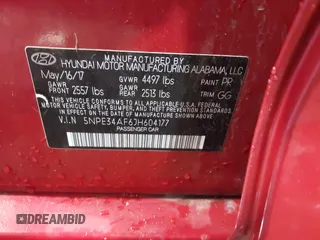 MANUFACTURED BY
HYUNDAI MOTOR MANUFACTURING ALABAMA, LLC
May/16/17 GVWR 4497 lbs PAINT PR
GAWR FRONT 2557 lbs GAWR REAR 2513 lbs TRIM GG
THIS VEHICLE CONFORMS TO ALL APPLICABLE U.S.A. FEDERAL
MOTOR VEHICLE SAFETY, BUMPER, AND THEFT PREVENTION STANDARDS
IN EFFECT ON THE DATE OF MANUFACTURE SHOWN ABOVE.
V.I.N 5NPE34AF6JH604177
PASSENGER CAR
DREAMBID